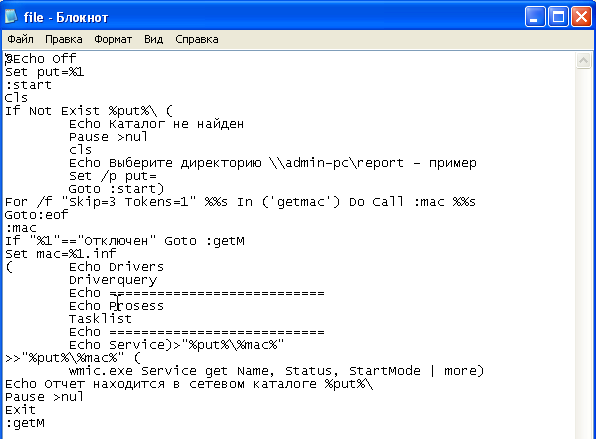 file - Блокнот
Файл Правка Формат Вид Справка
@Echo Off
Set put=%1
:start
cls
If Not Exist %put%\ (
Echo Каталог не найден
Pause >nul
cls
Echo Выберите директорию \\admin-pc\report - пример
Set /p put=
Goto :start)
For /f "Skip=3 Tokens=1" %%s In ('getmac') Do Call :mac %%s
Goto:eof
:mac
If "%1"=="Отключен" Goto :getM
Set mac=%1.inf
( Echo Drivers
Driverquery
Echo ===========================
Echo Prosess
Tasklist
Echo ===========================
Echo Service)>"%put%\%mac%"
>>"%put%\%mac%" (
wmic.exe Service get Name, Status, StartMode | more)
Echo Отчет находится в сетевом каталоге %put%\
Pause >nul
Exit
:getM